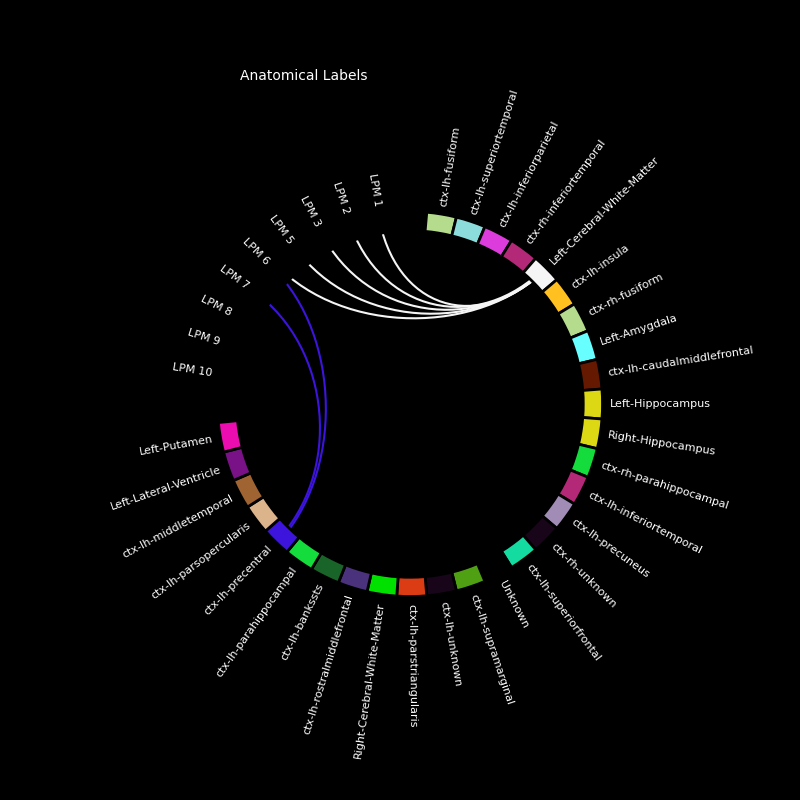 Anatomical Labels
ctx-lh-fusiform
ctx-lh-superiortemporal
ctx-lh-inferiorparietal
ctx-rh-inferiortemporal
Left-Cerebral-White-Matter
ctx-lh-insula
ctx-rh-fusiform
Left-Amygdala
ctx-lh-caudalmiddlefrontal
Left-Hippocampus
Right-Hippocampus
ctx-rh-parahippocampal
ctx-lh-inferiortemporal
ctx-lh-precuneus
ctx-rh-unknown
ctx-lh-superiorfrontal
Unknown
ctx-lh-supramarginal
ctx-lh-unknown
ctx-lh-parstriangularis
Right-Cerebral-White-Matter
ctx-lh-rostralmiddlefrontal
ctx-lh-bankssts
ctx-lh-parahippocampal
ctx-lh-precentral
ctx-lh-parsopercularis
ctx-lh-middletemporal
Left-Lateral-Ventricle
Left-Putamen
LPM 10
LPM 9
LPM 8
LPM 7
LPM 6
LPM 5
LPM 3
LPM 2
LPM 1